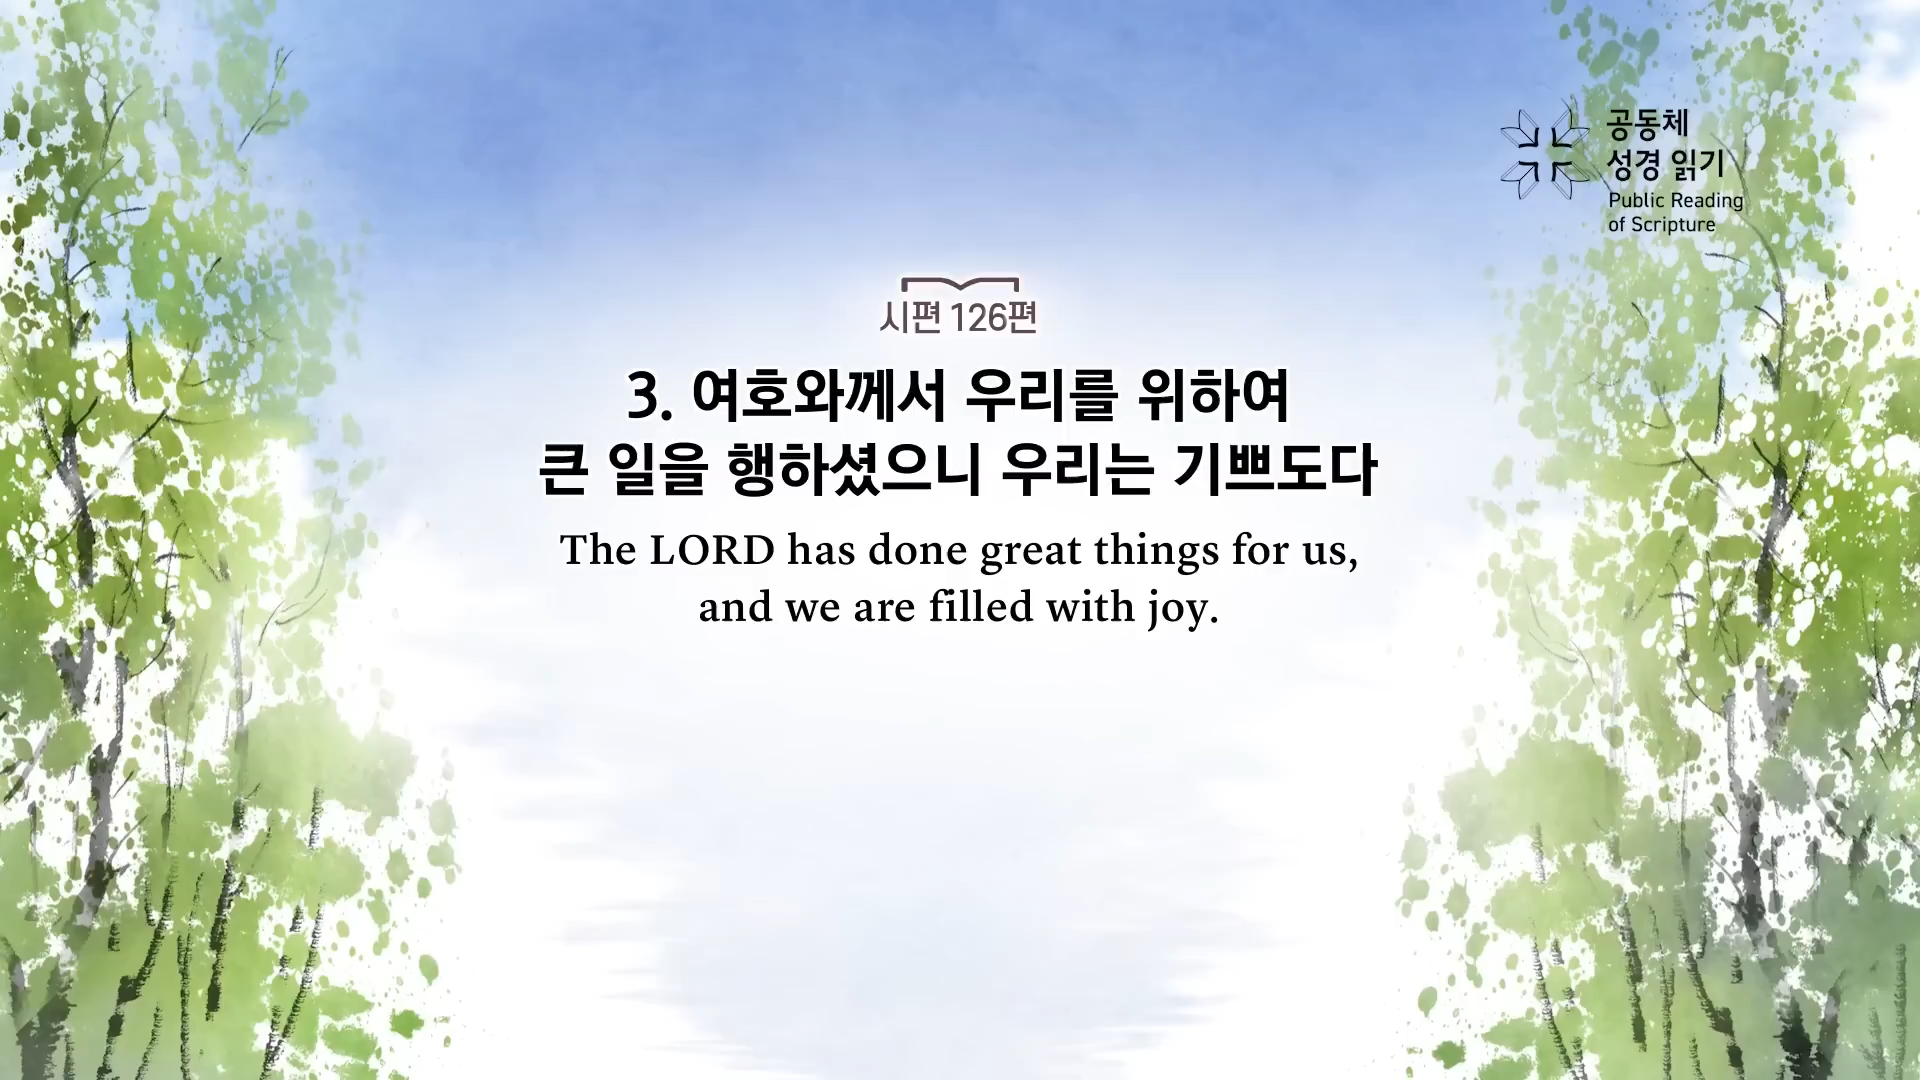 공동체
성경 읽기
Public Reading
of Scripture
시편 126편
3. 여호와께서 우리를 위하여
큰 일을 행하셨으니 우리는 기쁘도다
The LORD has done great things for us,
and we are filled with joy.